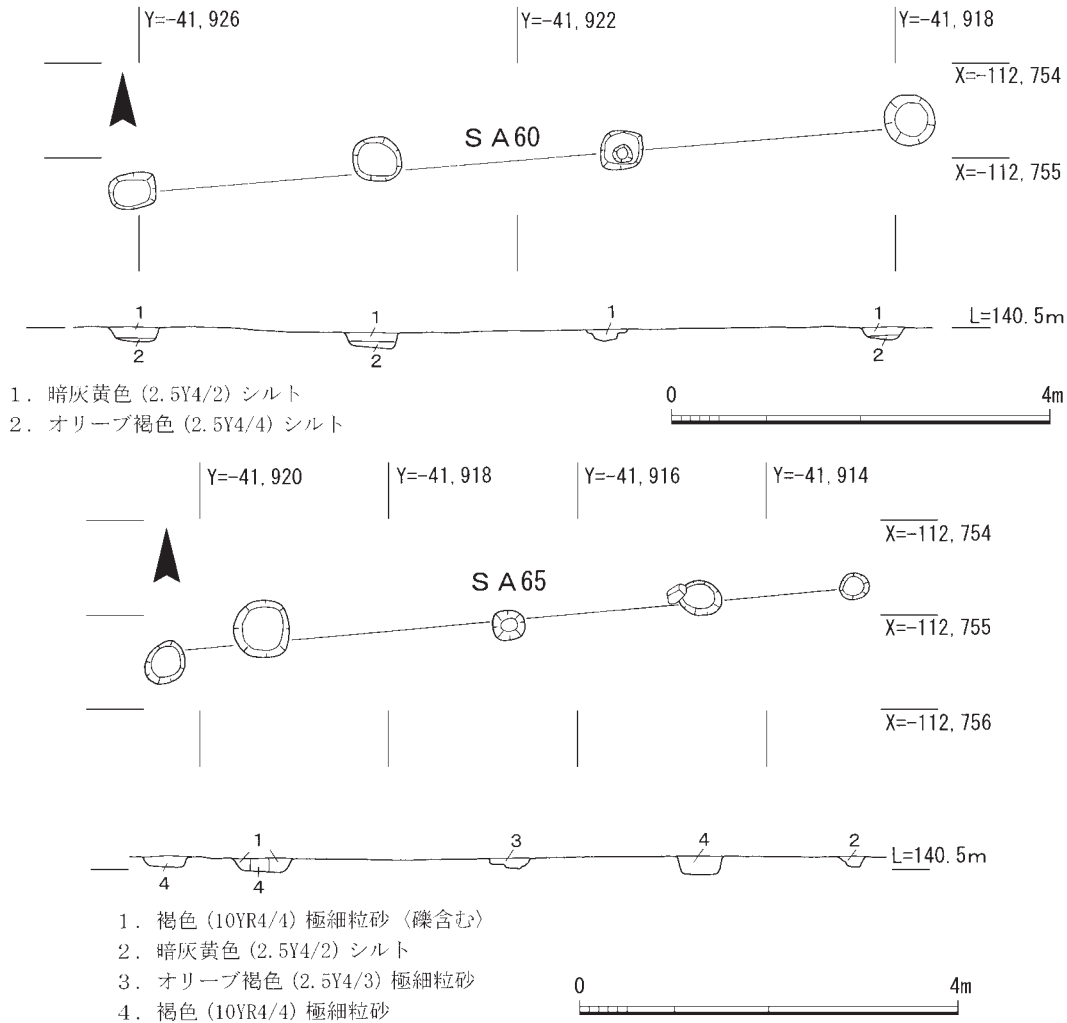 Y=-41,926 Y=-41,922 Y=-41,918
X=-112,754
SA60
X=-112,755
1 1 1 1
L=140.5m
2 2 2
1. 暗灰黄色 (2.5Y4/2) シルト
2. オリーブ褐色 (2.5Y4/4) シルト
0 4m
Y=-41,920 Y=-41,918 Y=-41,916 Y=-41,914
X=-112,754
SA65
X=-112,755
X=-112,756
1 3 4 2
L=140.5m
4 4
1. 褐色 (10YR4/4) 極細粒砂〈礫含む〉
2. 暗灰黄色 (2.5Y4/2) シルト
3. オリーブ褐色 (2.5Y4/3) 極細粒砂
4. 褐色 (10YR4/4) 極細粒砂
0 4m